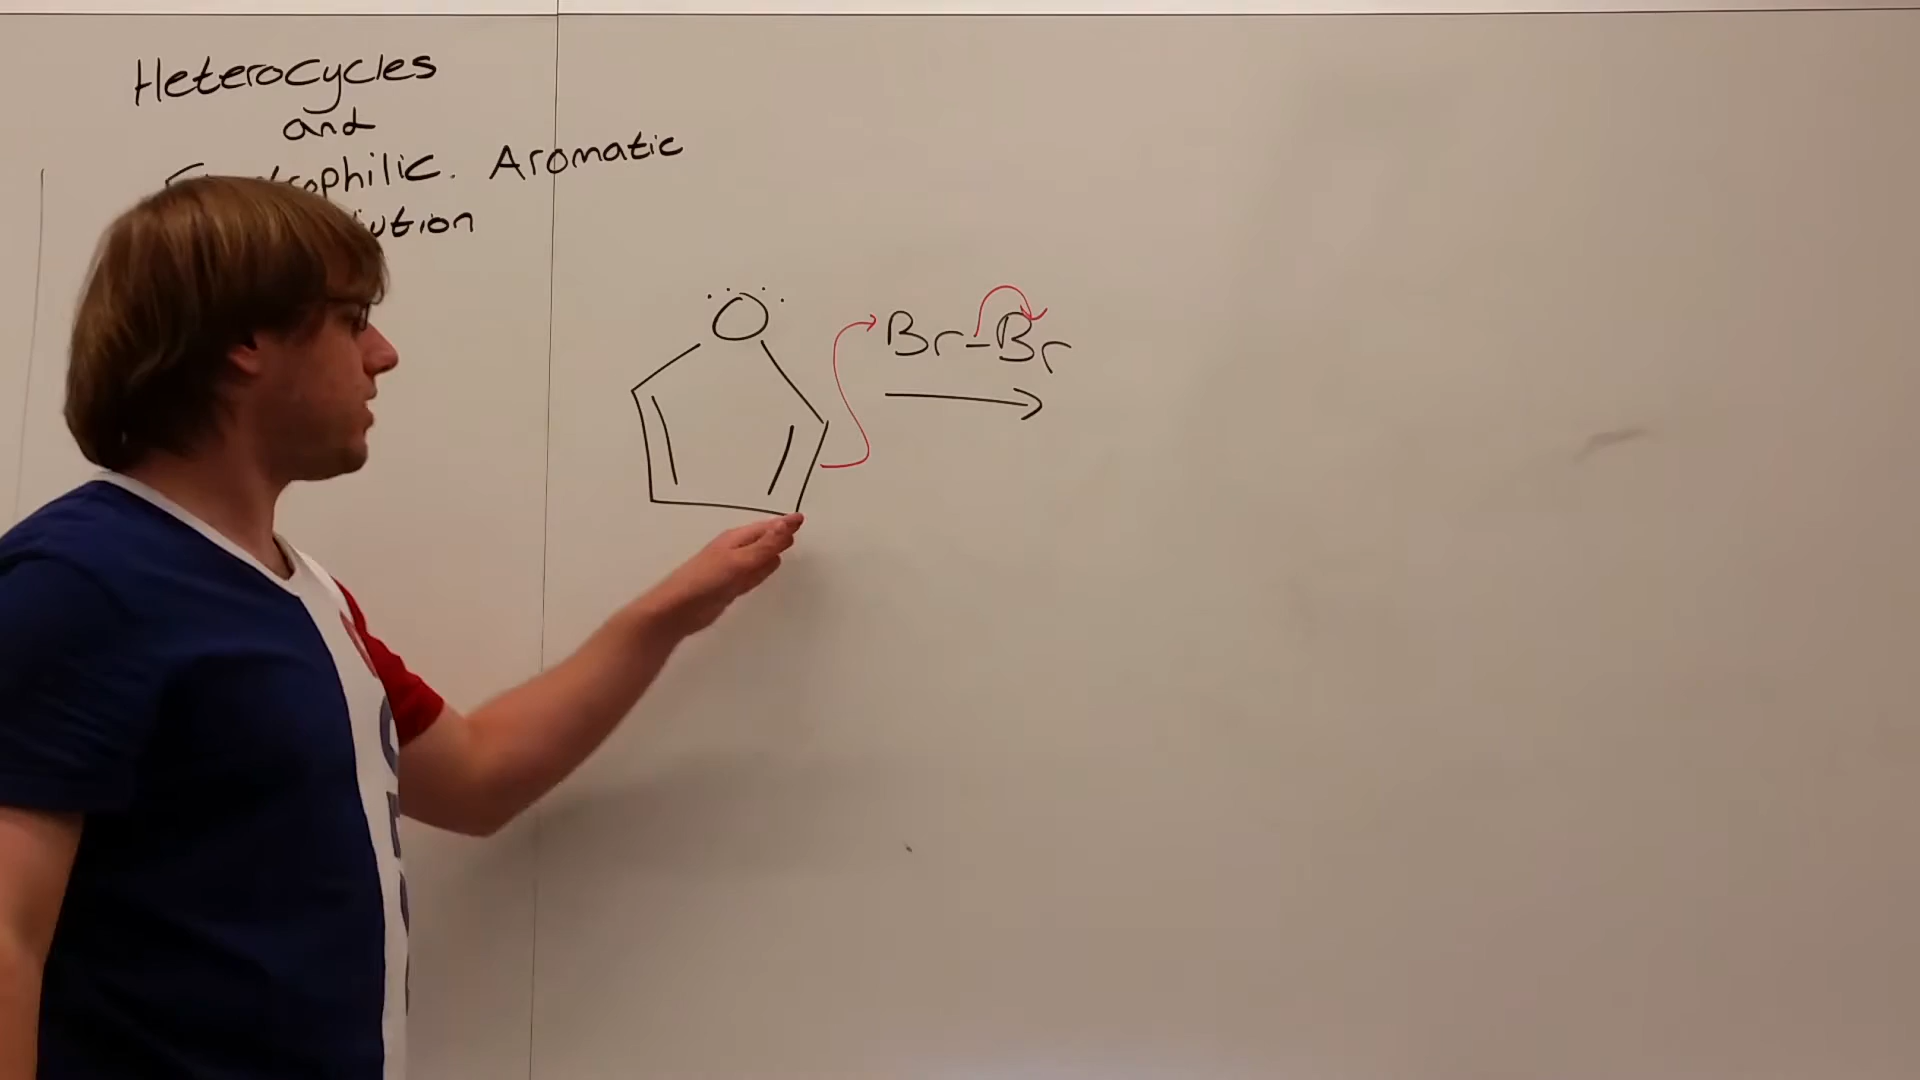 Heterocycles
and
Aromatic
O
Br-Br